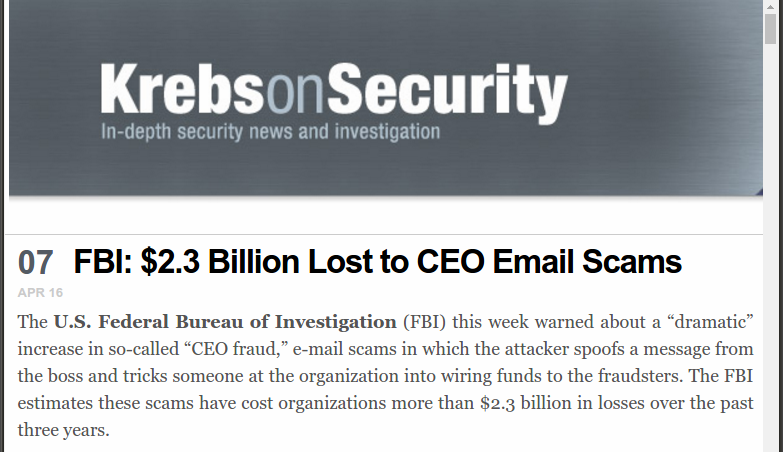 KrebsonSecurity
In-depth security news and investigation
07 FBI: $2.3 Billion Lost to CEO Email Scams
APR 16
The U.S. Federal Bureau of Investigation (FBI) this week warned about a “dramatic”
increase in so-called “CEO fraud,” e-mail scams in which the attacker spoofs a message from
the boss and tricks someone at the organization into wiring funds to the fraudsters. The FBI
estimates these scams have cost organizations more than $2.3 billion in losses over the past
three years.